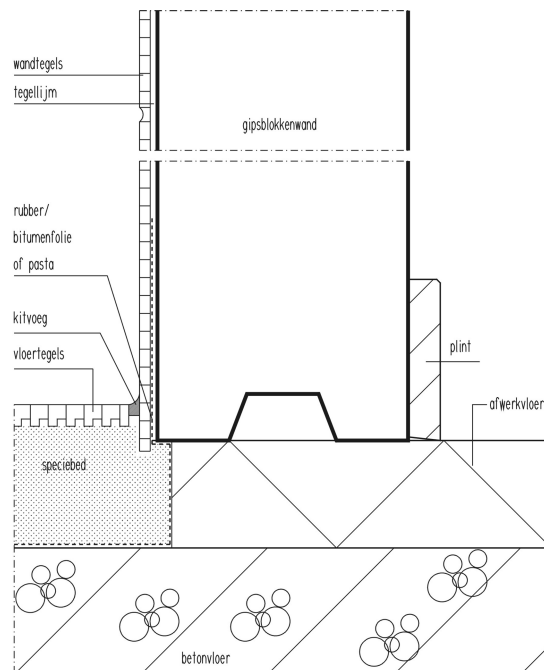 wandtegels
tegellijm
gipsblokkenwand
rubber/
bitumenfolie
of pasta
kitvoeg
vloertegels
plint
afwerkvloer
speciebed
betonvloer